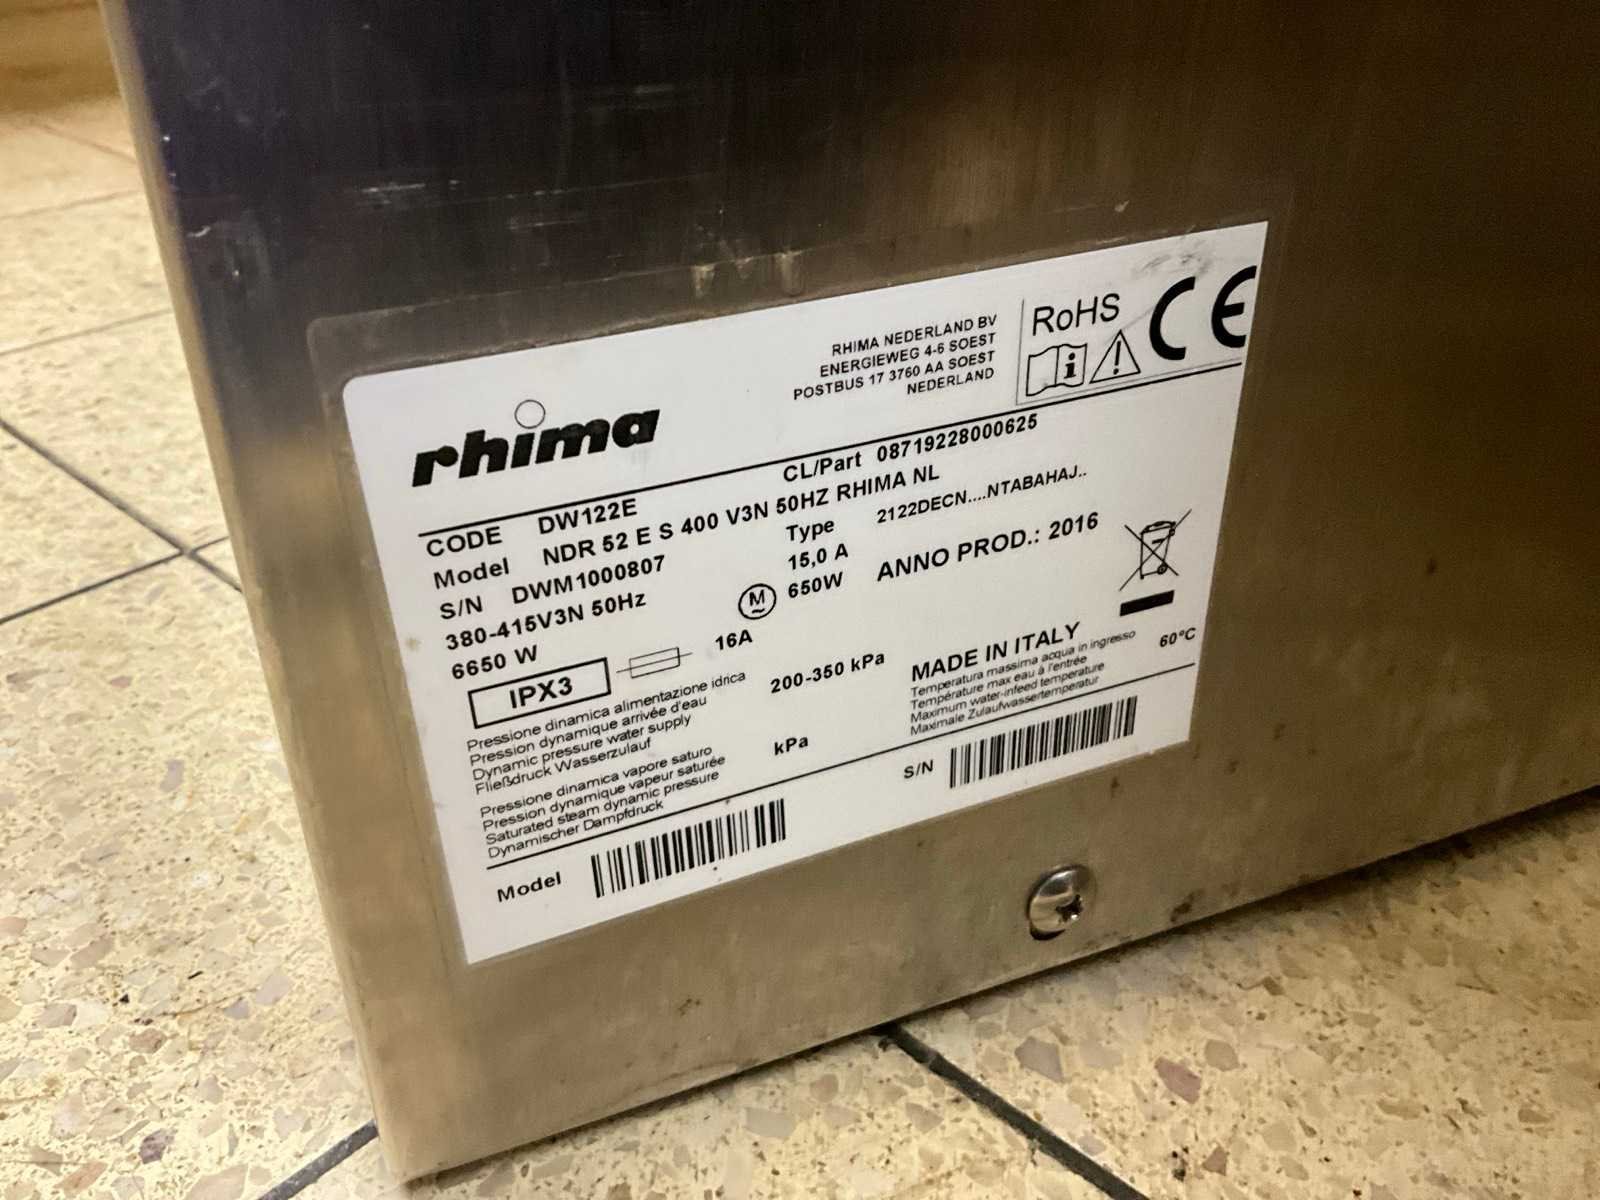 rhima
RHIMA NEDERLAND BV
ENERGIEWEG 4-6 SOEST
POSTBUS 17 3760 AA SOEST
NEDERLAND
RoHS
CE
CODE DW122E CL/Part 08719228000625
Model NDR 52 E S 400 V3N 50HZ RHIMA NL
S/N DWM1000807 Type 2122DECN....NTABAHAJ..
380-415V3N 50Hz 15,0 A
6650 W M 650W ANNO PROD.: 2016
IPX3 16A
MADE IN ITALY
Pressione dinamica alimentazione idrica
Pression dynamique arrivée d'eau
Dynamic pressure water supply
Fließdruck Wasserzulauf
200-350 kPa
Temperatura massima acqua in ingresso
Température max eau à l'entrée
Maximum water-infeed temperature
Maximale Zulaufwassertemperatur
60°C
Pressione dinamica vapore saturo
Pression dynamique vapeur saturée
Saturated steam dynamic pressure
Dynamischer Dampfdruck
kPa
Model
S/N